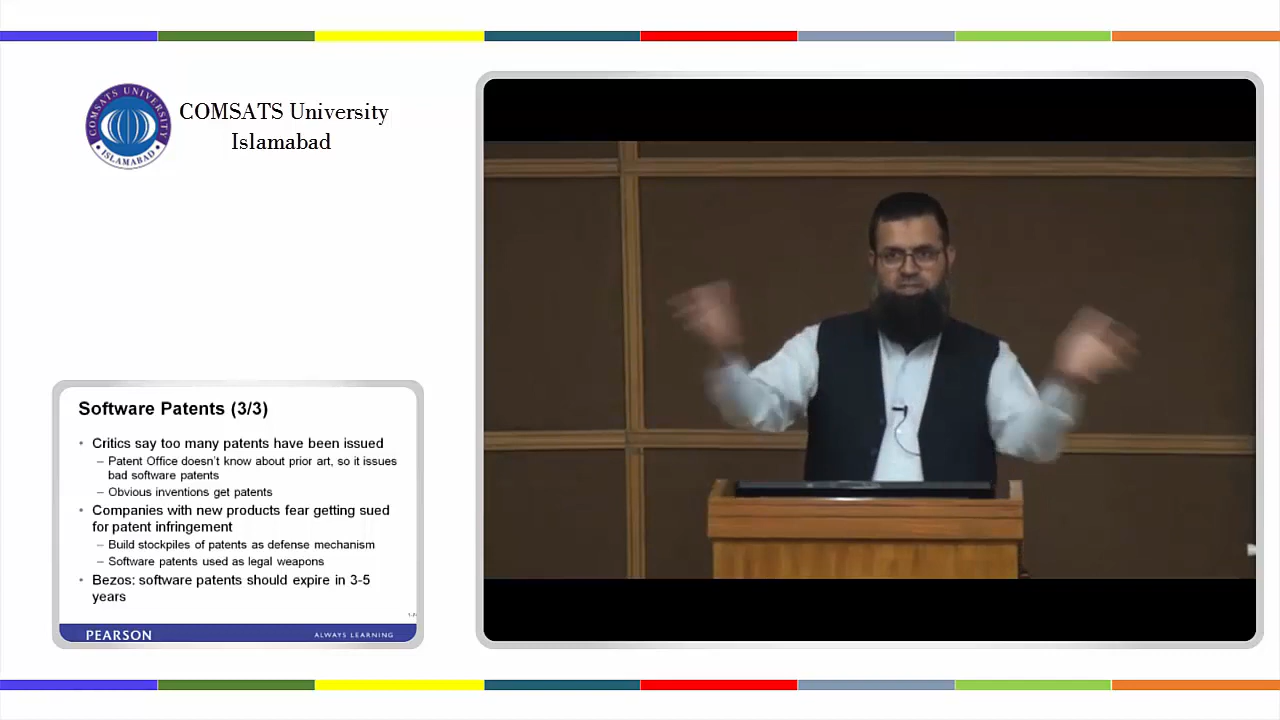 COMSATS UNIVERSITY
ISLAMABAD
COMSATS University
Islamabad
Software Patents (3/3)
• Critics say too many patents have been issued
– Patent Office doesn't know about prior art, so it issues
bad software patents
– Obvious inventions get patents
• Companies with new products fear getting sued
for patent infringement
– Build stockpiles of patents as defense mechanism
– Software patents used as legal weapons
• Bezos: software patents should expire in 3-5
years
PEARSON
ALWAYS LEARNING